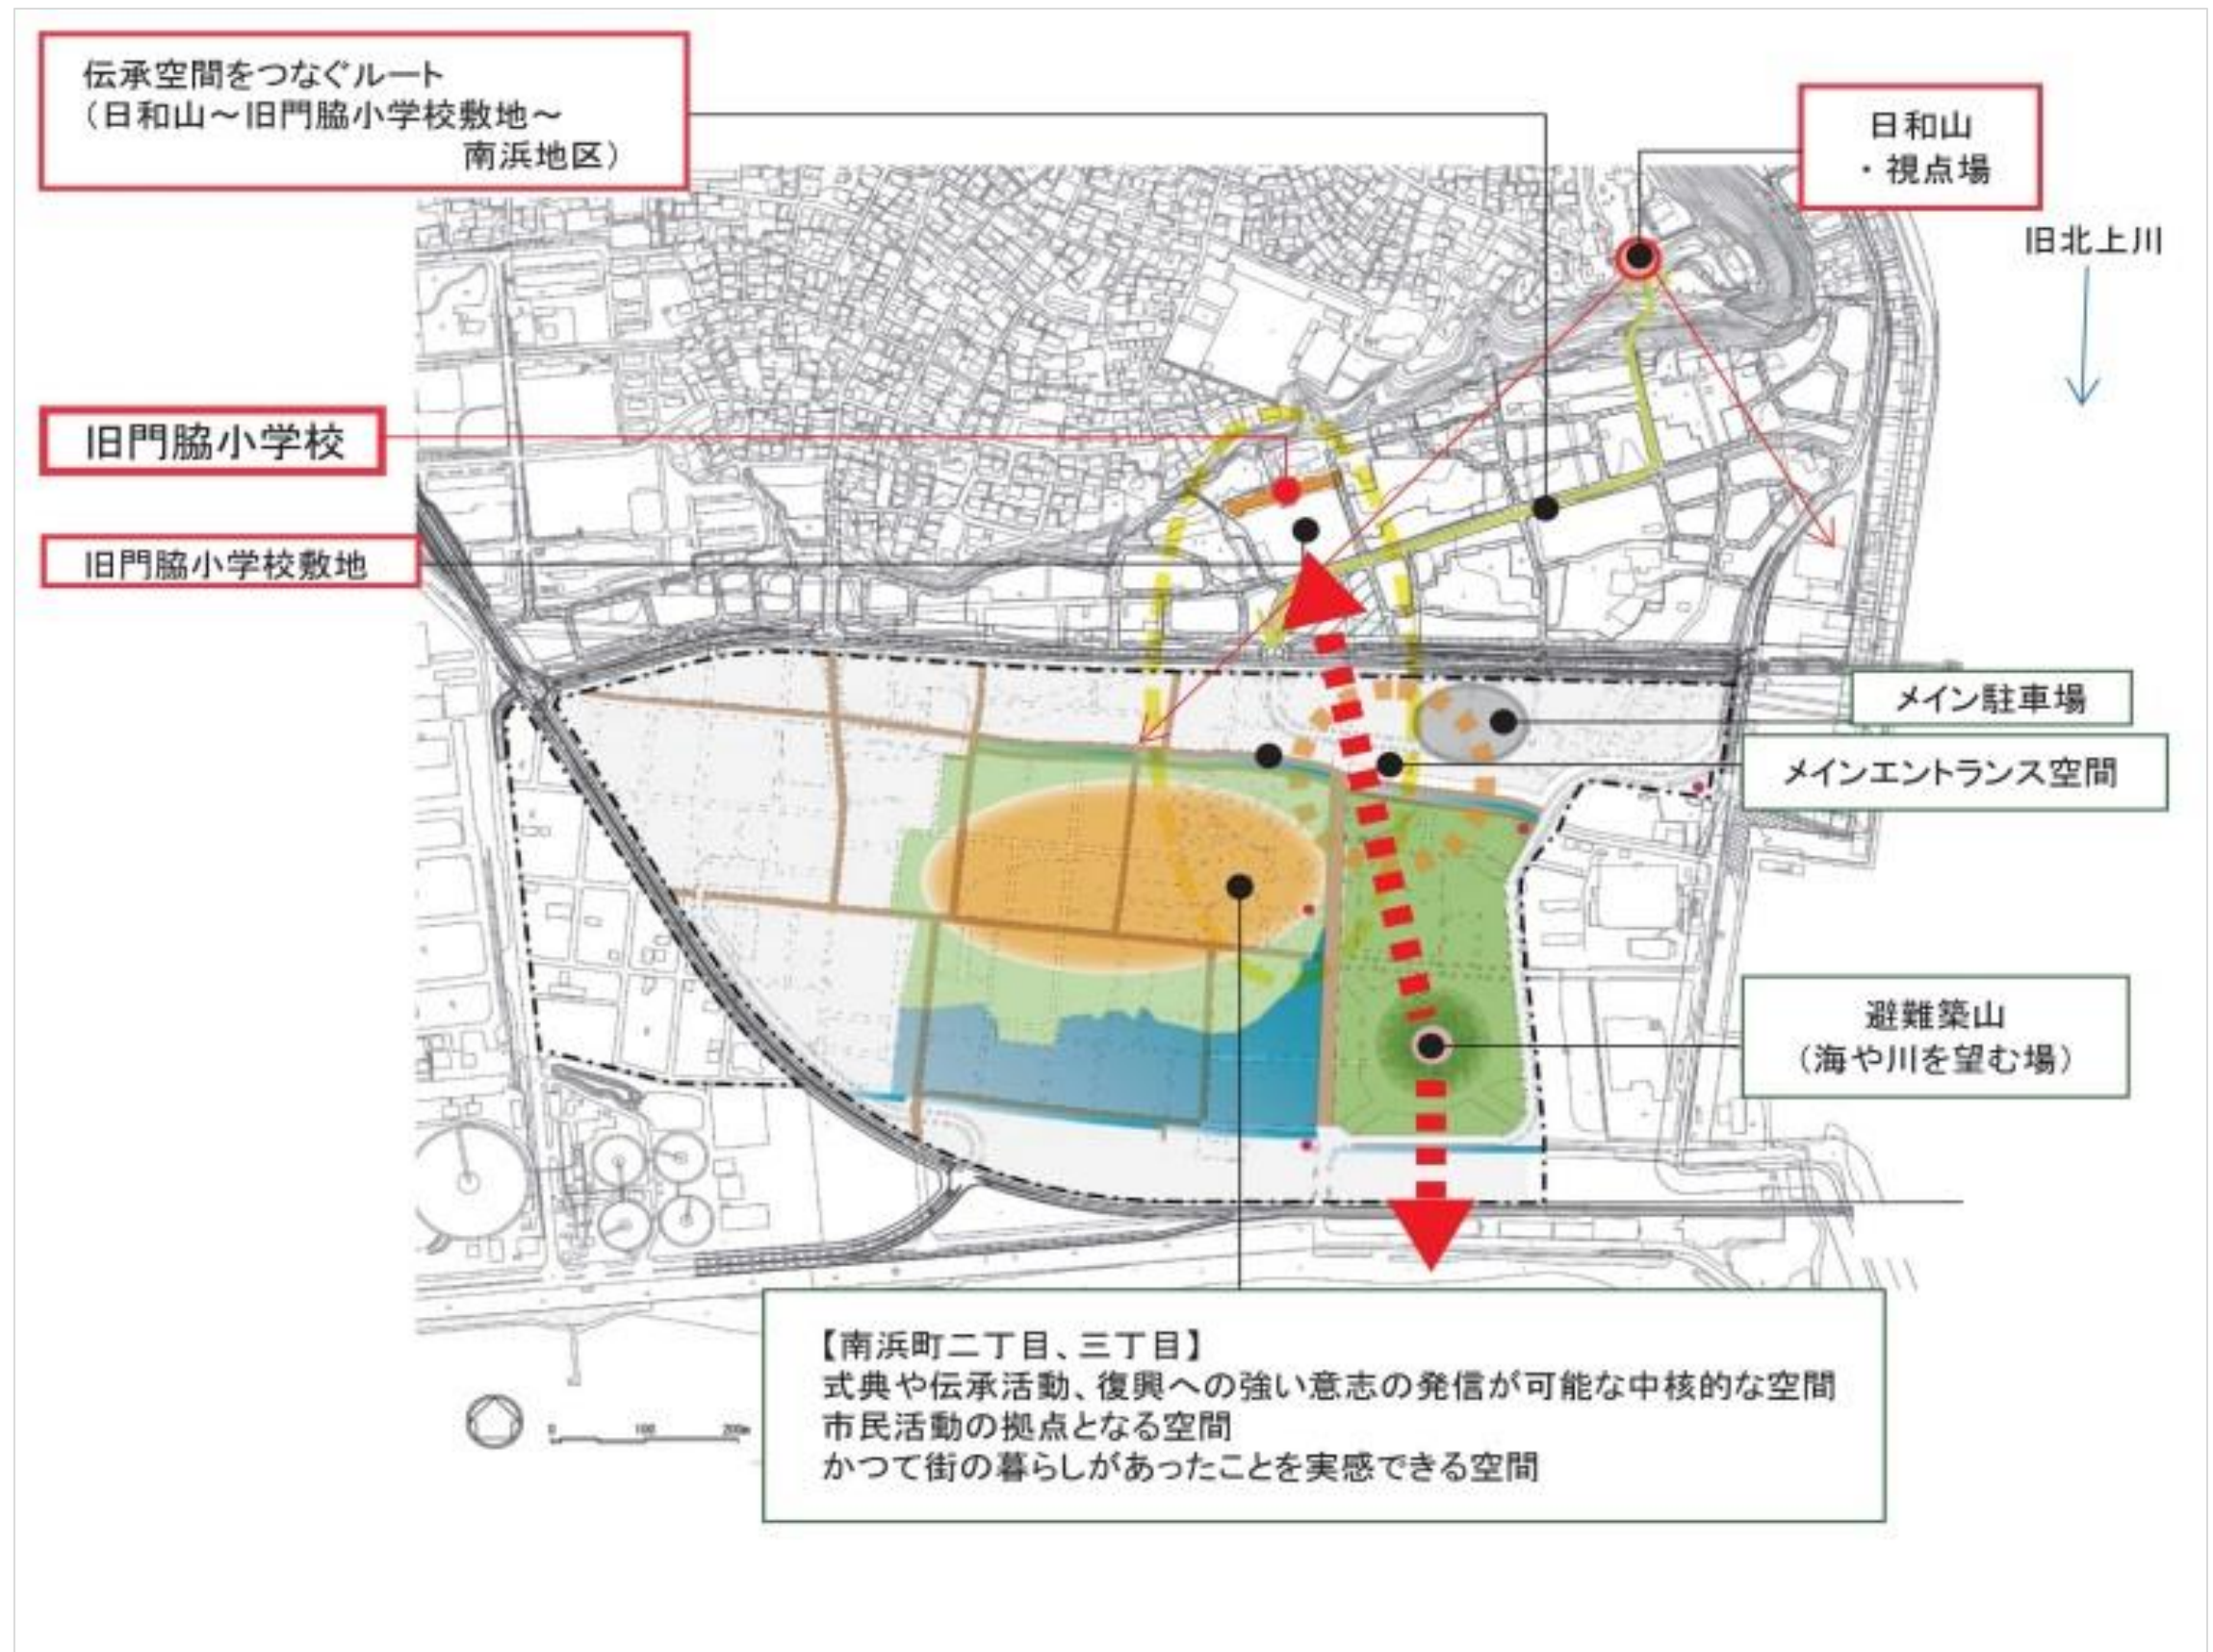 伝承空間をつなぐルート
（日和山～旧門脇小学校敷地～
南浜地区）
日和山
・視点場
旧北上川
旧門脇小学校
旧門脇小学校敷地
メイン駐車場
メインエントランス空間
避難築山
（海や川を望む場）
【南浜町二丁目、三丁目】
式典や伝承活動、復興への強い意志の発信が可能な中核的な空間
市民活動の拠点となる空間
かつて街の暮らしがあったことを実感できる空間
0 100 200m